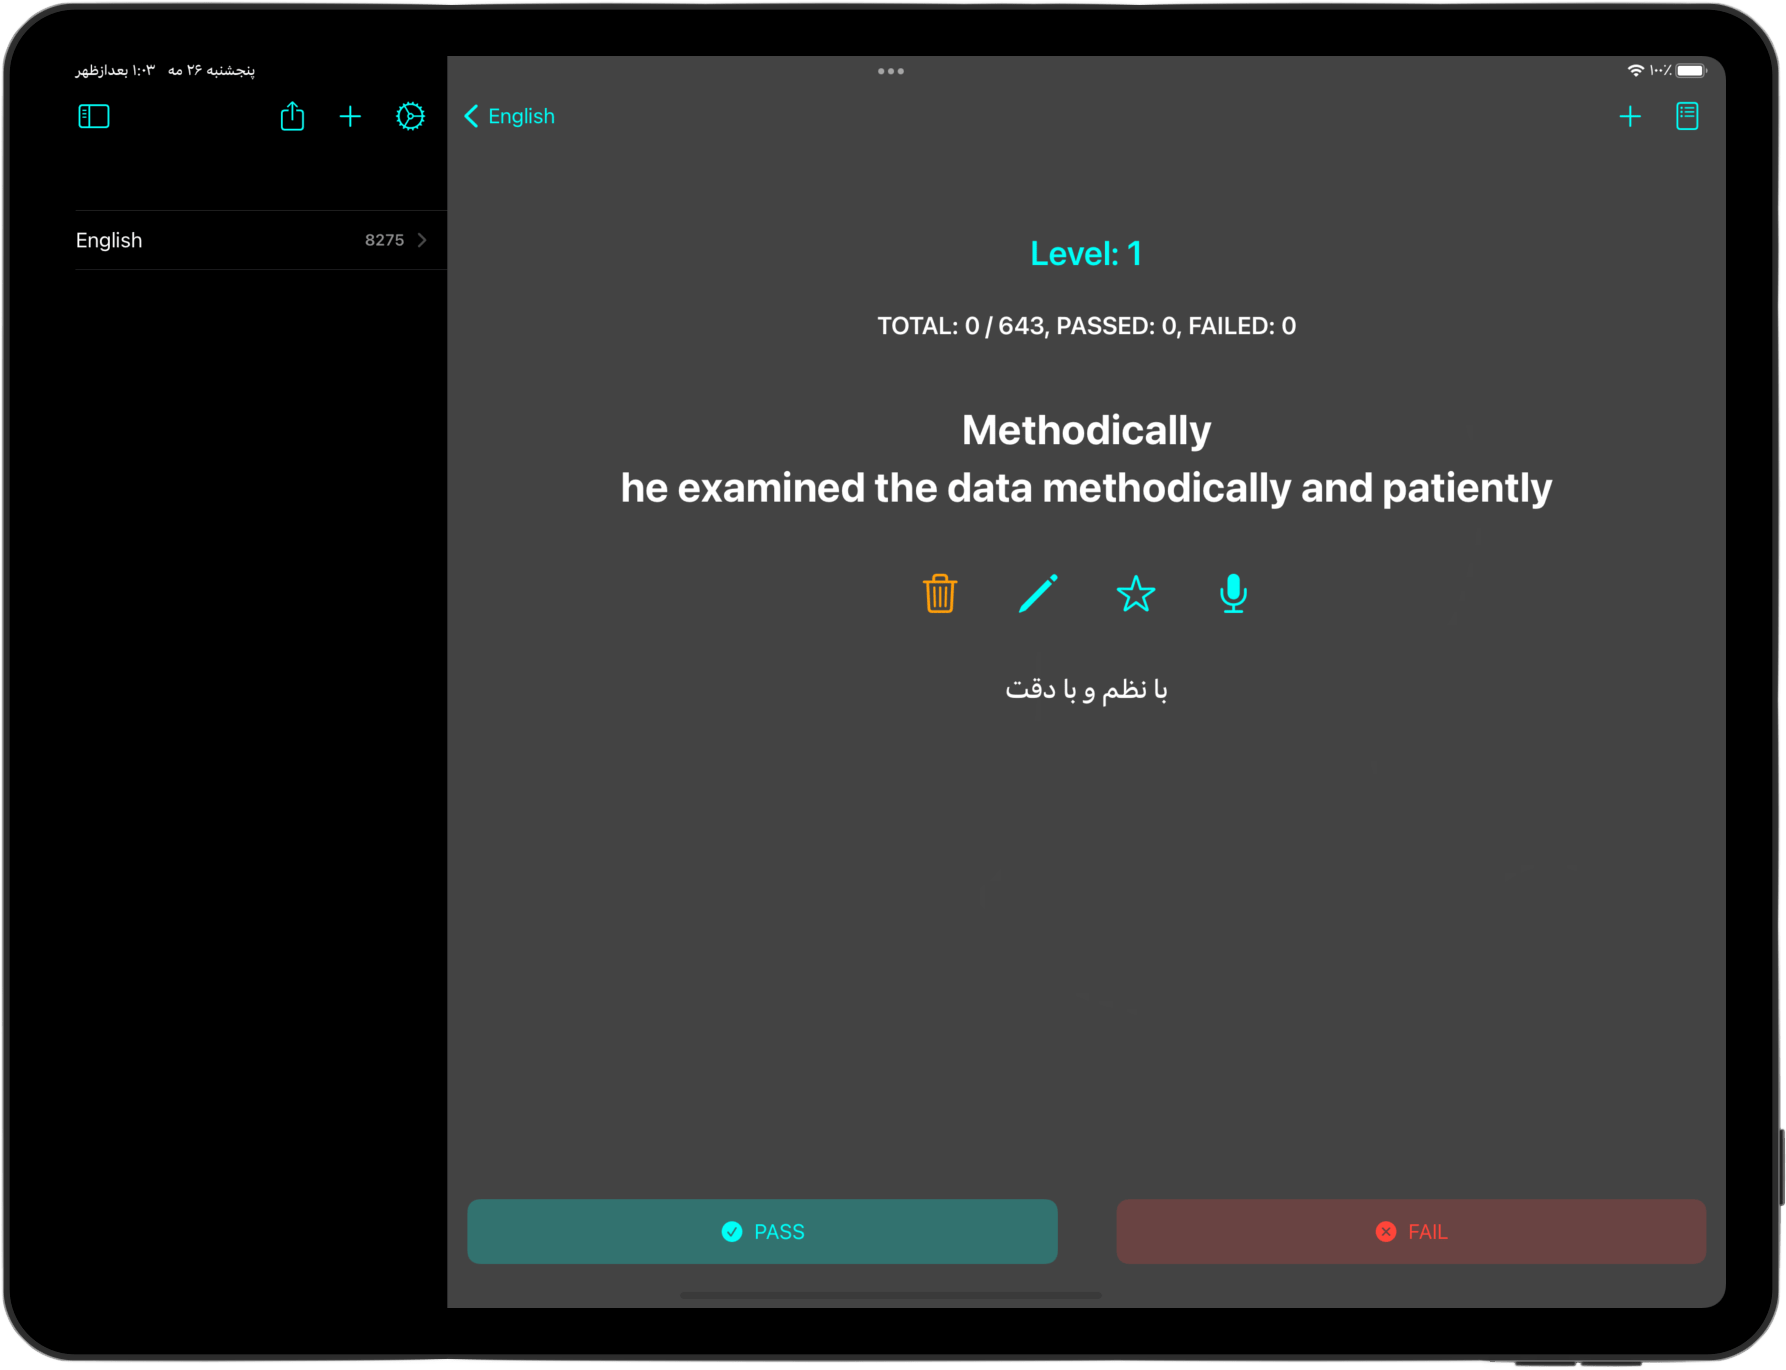 پنجشنبه ۲۶ مه  ۱:۰۳ بعدازظهر
۱۰۰٪
English
English 8275
Level: 1
TOTAL: 0 / 643, PASSED: 0, FAILED: 0
Methodically
he examined the data methodically and patiently
با نظم و با دقت
PASS
FAIL